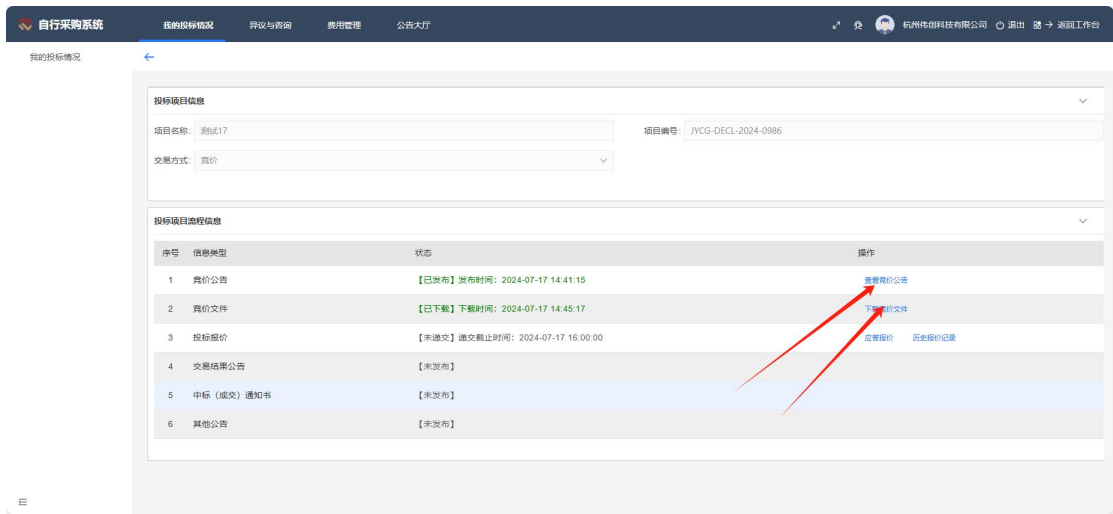 自行采购系统 我的投标情况 异议与咨询 费用管理 公告大厅 杭州伟创科技有限公司 退出 返回工作台
我的投标情况
投标项目信息
项目名称: 测试17 项目编号: JYCG-DECL-2024-0986
交易方式: 竞价
投标项目流程信息
序号 信息类型 状态 操作
1 竞价公告 【已发布】发布时间: 2024-07-17 14:41:15 查看竞价公告
2 竞价文件 【已下载】下载时间: 2024-07-17 14:45:17 下载竞价文件
3 投标报价 【未递交】递交截止时间: 2024-07-17 16:00:00 应答报价 历史报价记录
4 交易结果公告 【未发布】
5 中标（成交）通知书 【未发布】
6 其他公告 【未发布】